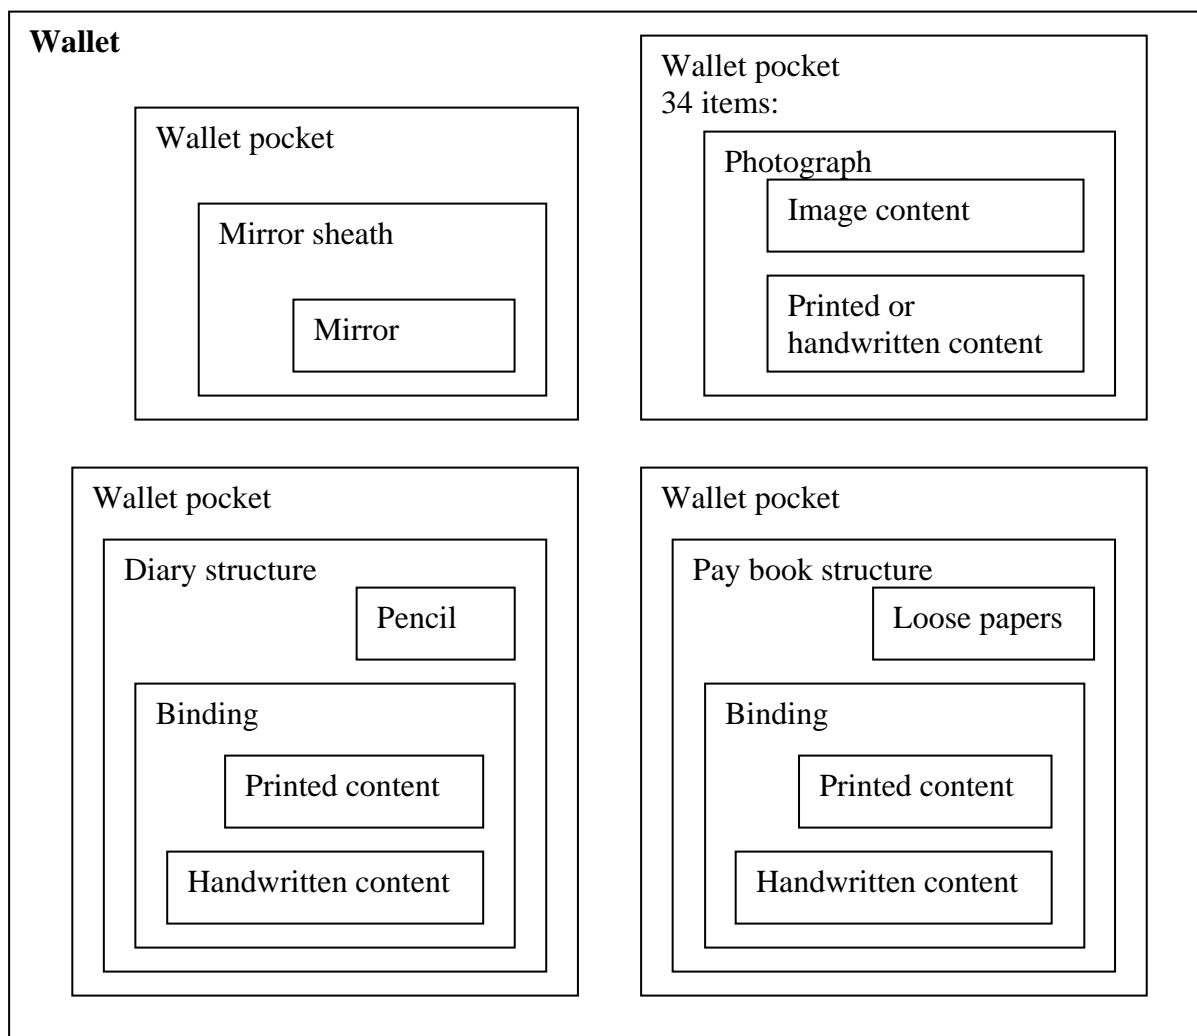 Wallet
Wallet pocket
Mirror sheath
Mirror
Wallet pocket
34 items:
Photograph
Image content
Printed or
handwritten content
Wallet pocket
Diary structure
Pencil
Binding
Printed content
Handwritten content
Wallet pocket
Pay book structure
Loose papers
Binding
Printed content
Handwritten content